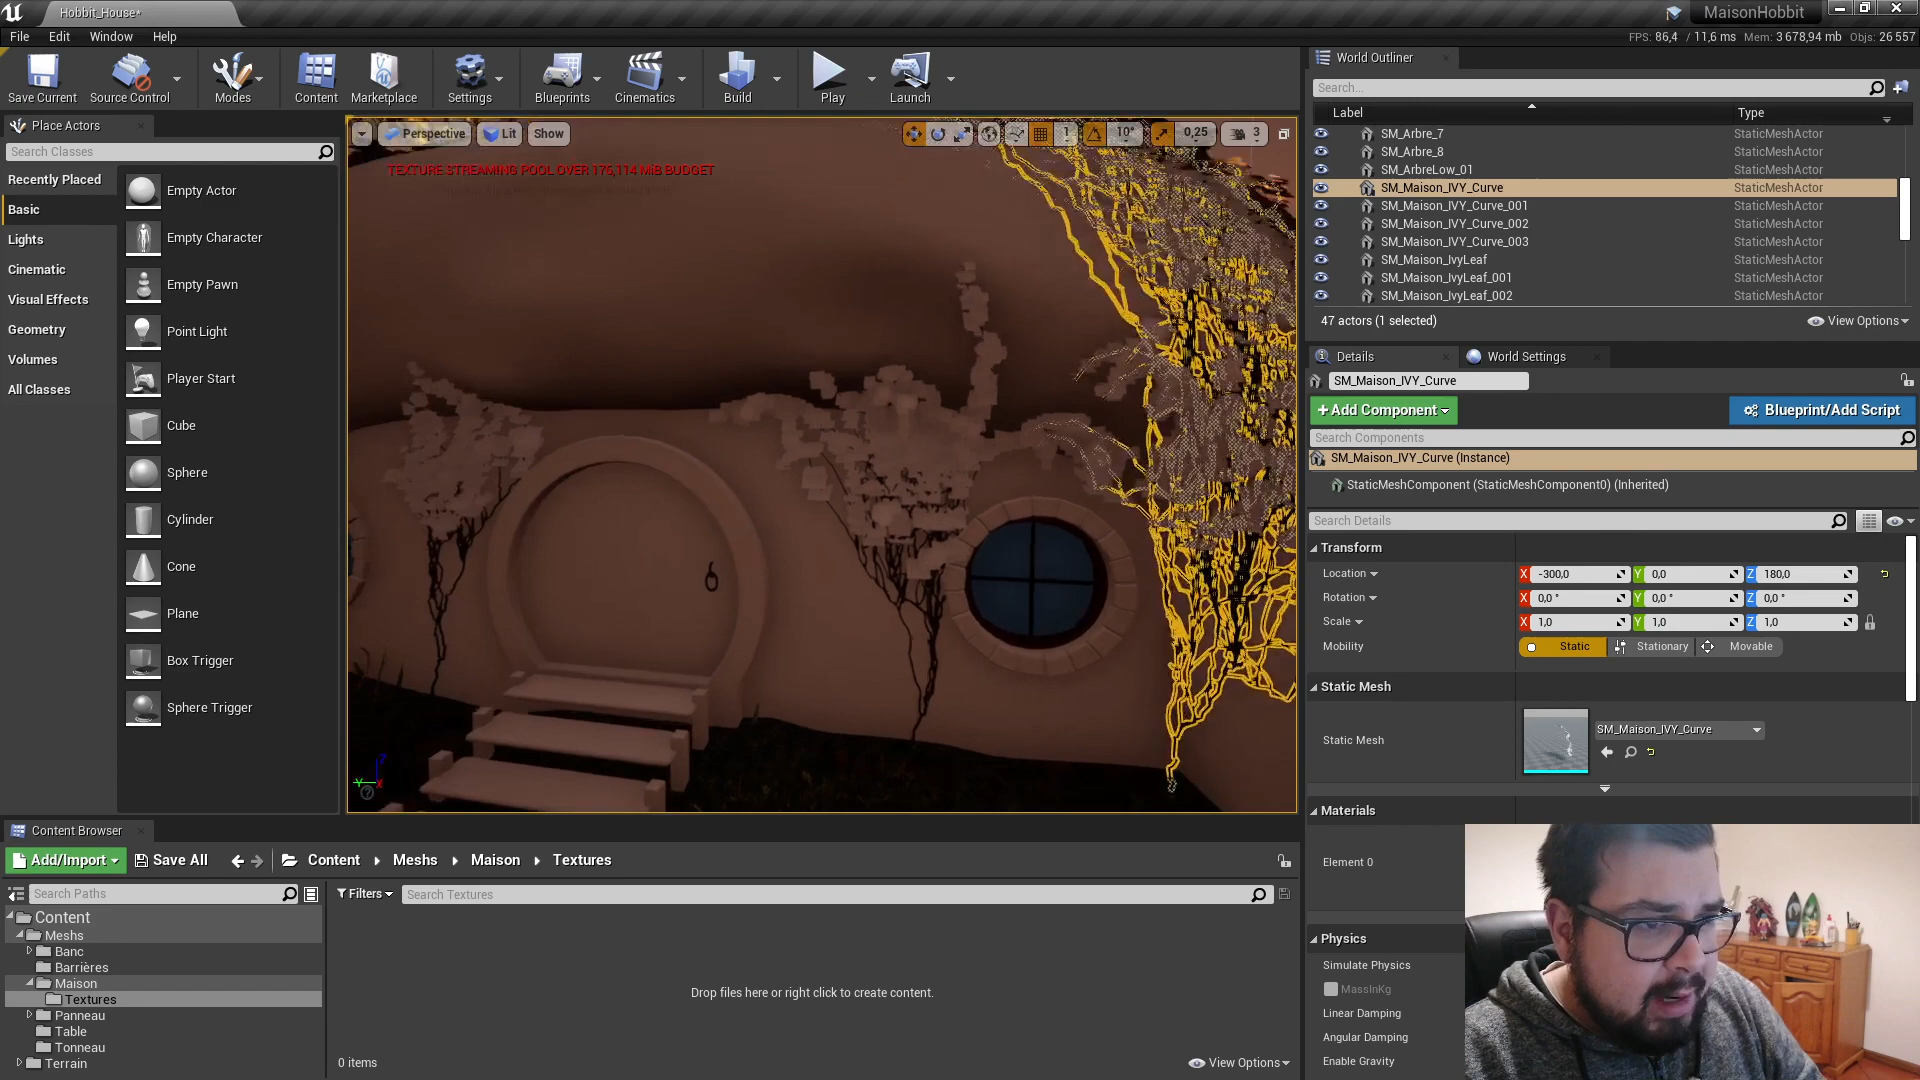 Hobbit_House*
MaisonHobbit
File Edit Window Help
FPS: 86,4 / 11,6 ms Mem: 3 678,94 mb Objs: 26 557
Save Current Source Control Modes Content Marketplace Settings Blueprints Cinematics Build Play Launch
World Outliner
Search...
Label Type
SM_Arbre_7 StaticMeshActor
SM_Arbre_8 StaticMeshActor
SM_ArbreLow_01 StaticMeshActor
SM_Maison_IVY_Curve StaticMeshActor
SM_Maison_IVY_Curve_001 StaticMeshActor
SM_Maison_IVY_Curve_002 StaticMeshActor
SM_Maison_IVY_Curve_003 StaticMeshActor
SM_Maison_IvyLeaf StaticMeshActor
SM_Maison_IvyLeaf_001 StaticMeshActor
SM_Maison_IvyLeaf_002 StaticMeshActor
47 actors (1 selected) View Options
Place Actors
Search Classes
Recently Placed
Basic
Lights
Cinematic
Visual Effects
Geometry
Volumes
All Classes
Empty Actor
Empty Character
Empty Pawn
Point Light
Player Start
Cube
Sphere
Cylinder
Cone
Plane
Box Trigger
Sphere Trigger
Perspective Lit Show 1 10° 0,25 3
TEXTURE STREAMING POOL OVER 176,114 MiB BUDGET
Details World Settings
SM_Maison_IVY_Curve
+Add Component Blueprint/Add Script
Search Components
SM_Maison_IVY_Curve (Instance)
StaticMeshComponent (StaticMeshComponent0) (Inherited)
Search Details
Transform
Location X -300,0 Y 0,0 Z 180,0
Rotation X 0,0 ° Y 0,0 ° Z 0,0 °
Scale X 1,0 Y 1,0 Z 1,0
Mobility Static Stationary Movable
Static Mesh
Static Mesh SM_Maison_IVY_Curve
Materials
Element 0
Physics
Simulate Physics
MassInKg
Linear Damping
Angular Damping
Enable Gravity
Content Browser
Add/Import Save All Content Meshs Maison Textures
Search Paths
Filters Search Textures
Content
Meshs
Banc
Barrières
Maison
Textures
Panneau
Table
Tonneau
Terrain
Drop files here or right click to create content.
0 items View Options